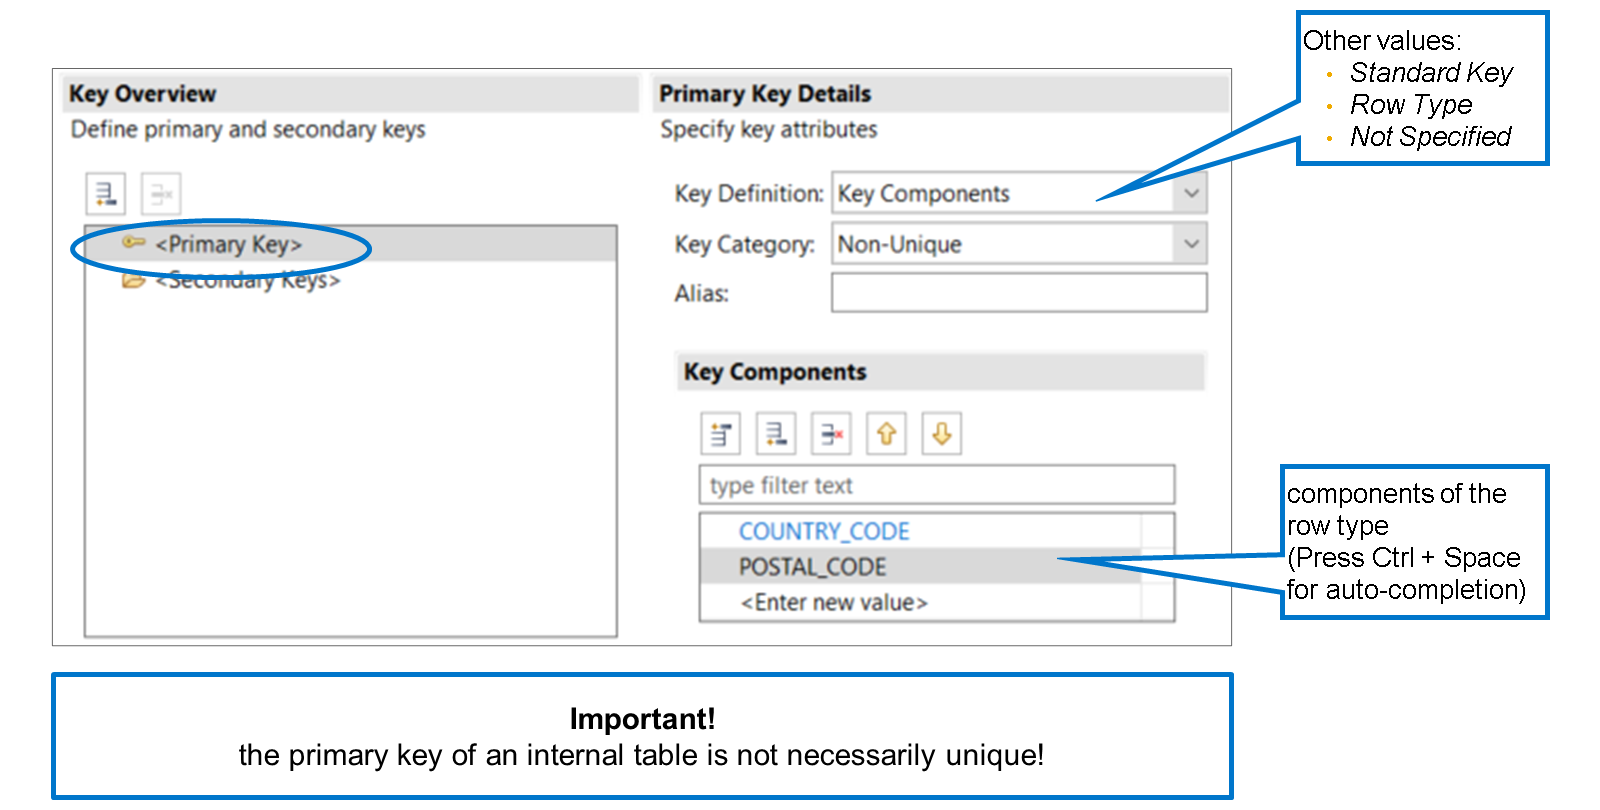 Other values:
• Standard Key
• Row Type
• Not Specified
Key Overview
Define primary and secondary keys
<Primary Key>
<Secondary Keys>
Primary Key Details
Specify key attributes
Key Definition: Key Components
Key Category: Non-Unique
Alias:
Key Components
type filter text
COUNTRY_CODE
POSTAL_CODE
<Enter new value>
components of the
row type
(Press Ctrl + Space
for auto-completion)
Important!
the primary key of an internal table is not necessarily unique!